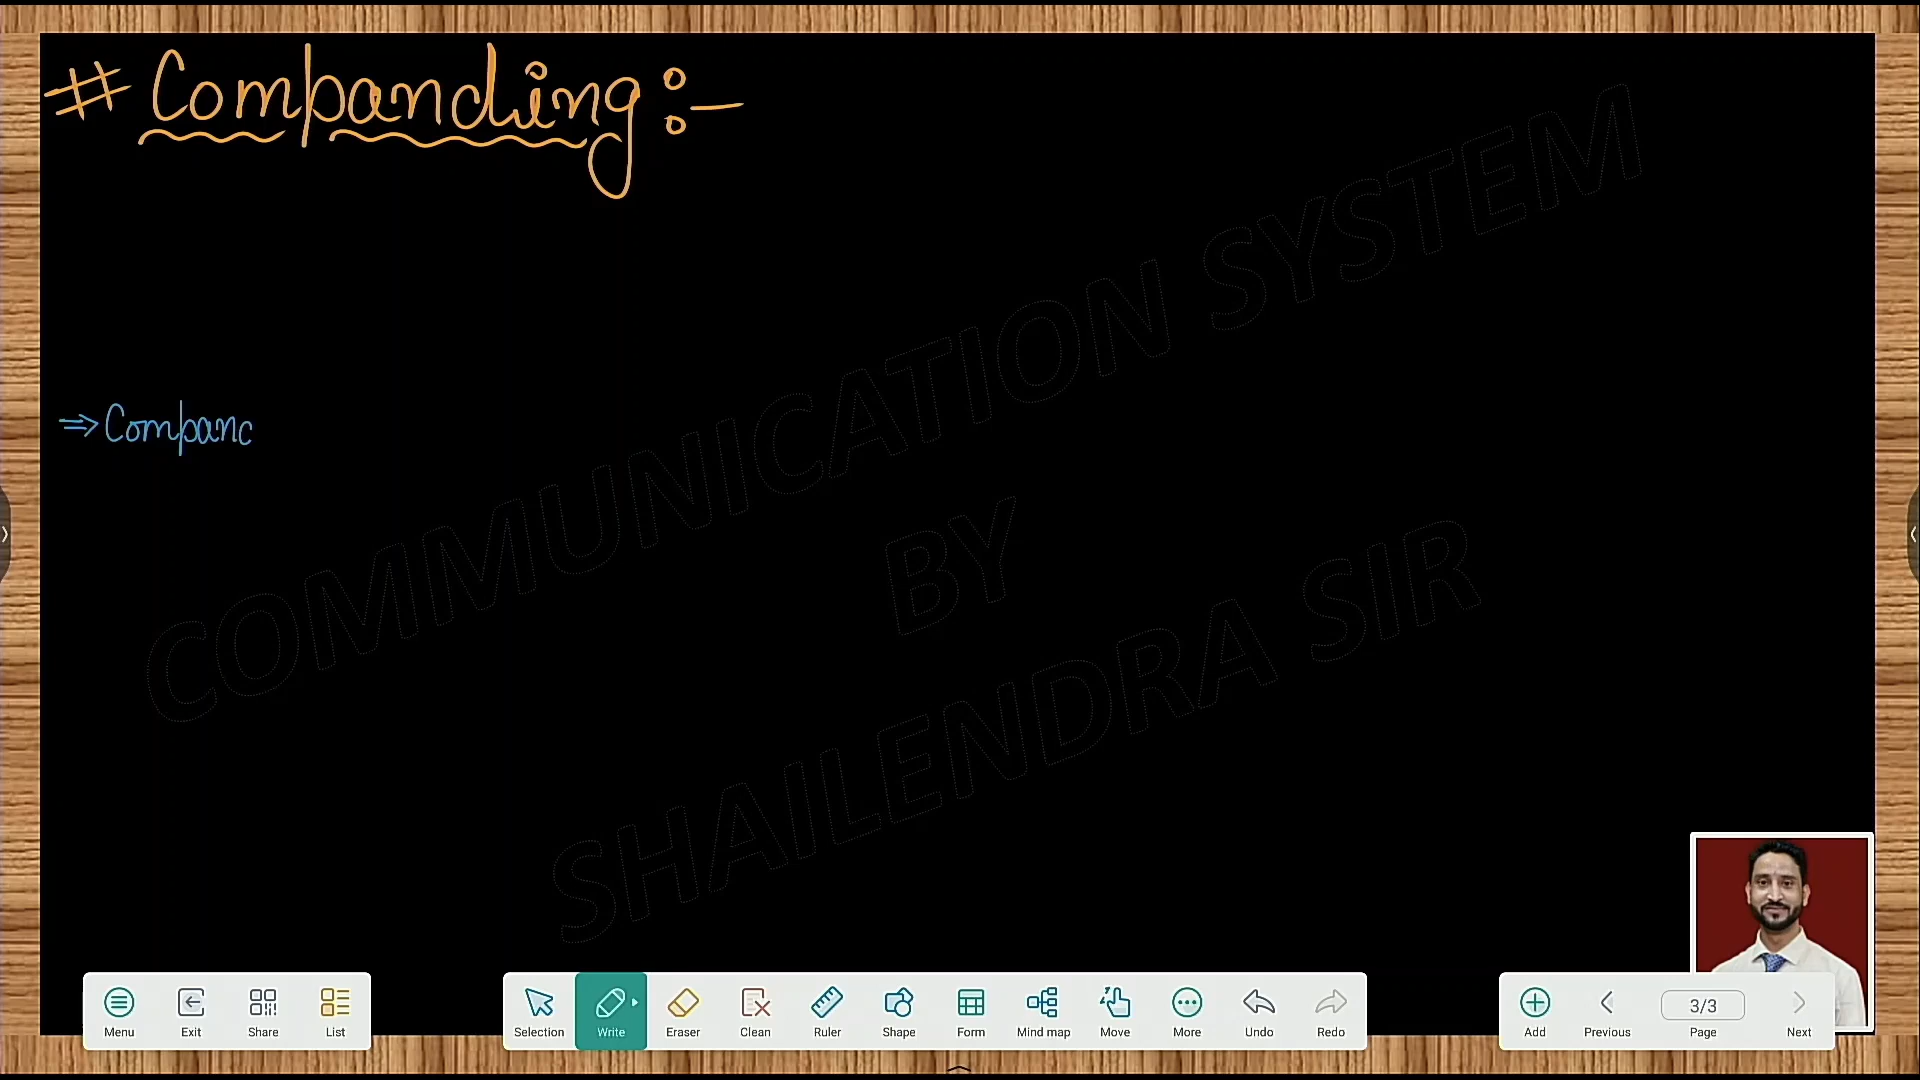 # Companding :-
⇒ Companc
COMMUNICATION SYSTEM
BY
SHAILENDRA SIR
Menu Exit Share List
Selection Write Eraser Clean Ruler Shape Form Mind map Move More Undo Redo
Add Previous 3/3 Page Next